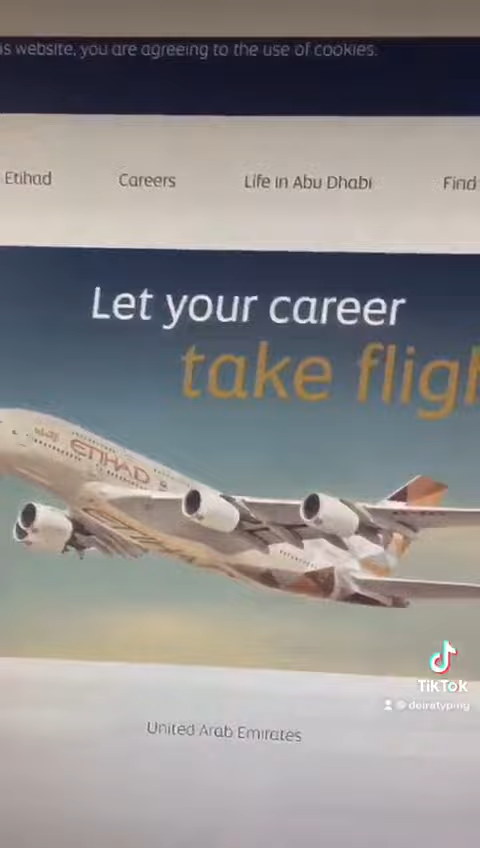 is website, you are agreeing to the use of cookies.
Etihad Careers Life in Abu Dhabi Find
Let your career
take fligh
ETIHAD
TikTok
@deiratyping
United Arab Emirates